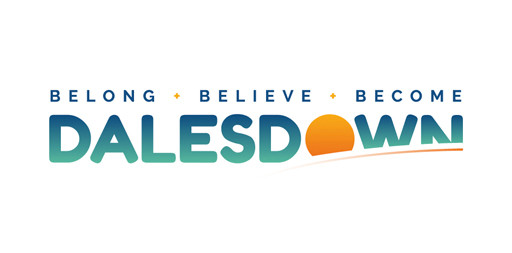 BELONG + BELIEVE + BECOME
DALESDOWN